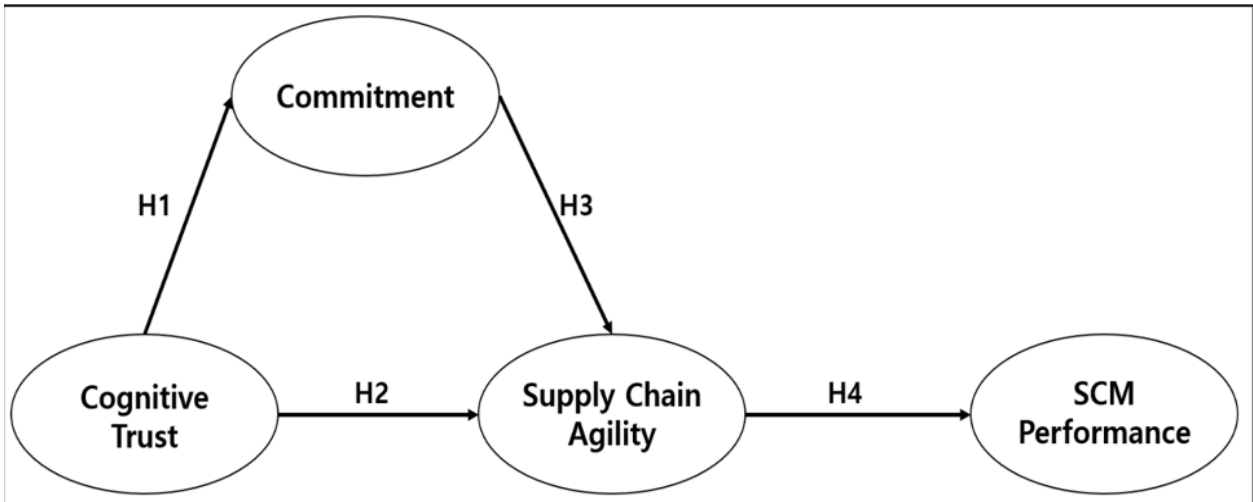 Commitment
H1
H3
Cognitive
Trust
H2
Supply Chain
Agility
H4
SCM
Performance